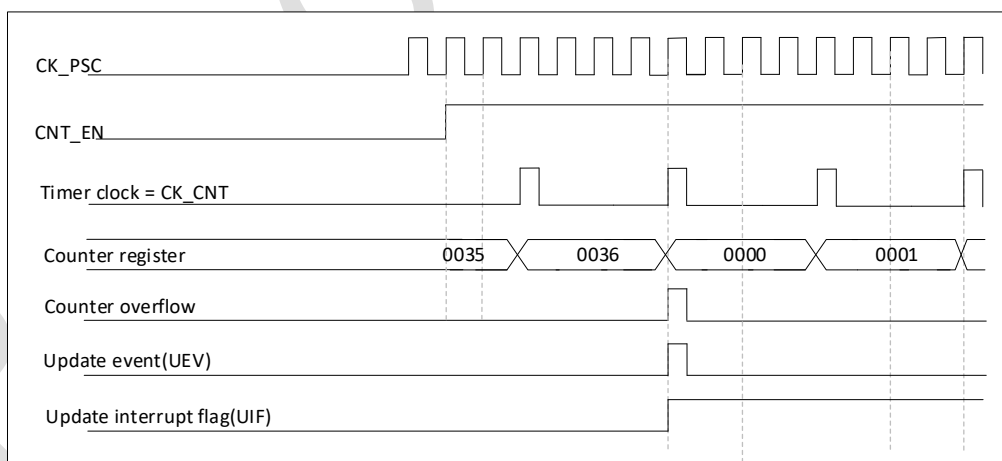 CK_PSC
CNT_EN
Timer clock = CK_CNT
Counter register 0035 0036 0000 0001
Counter overflow
Update event(UEV)
Update interrupt flag(UIF)